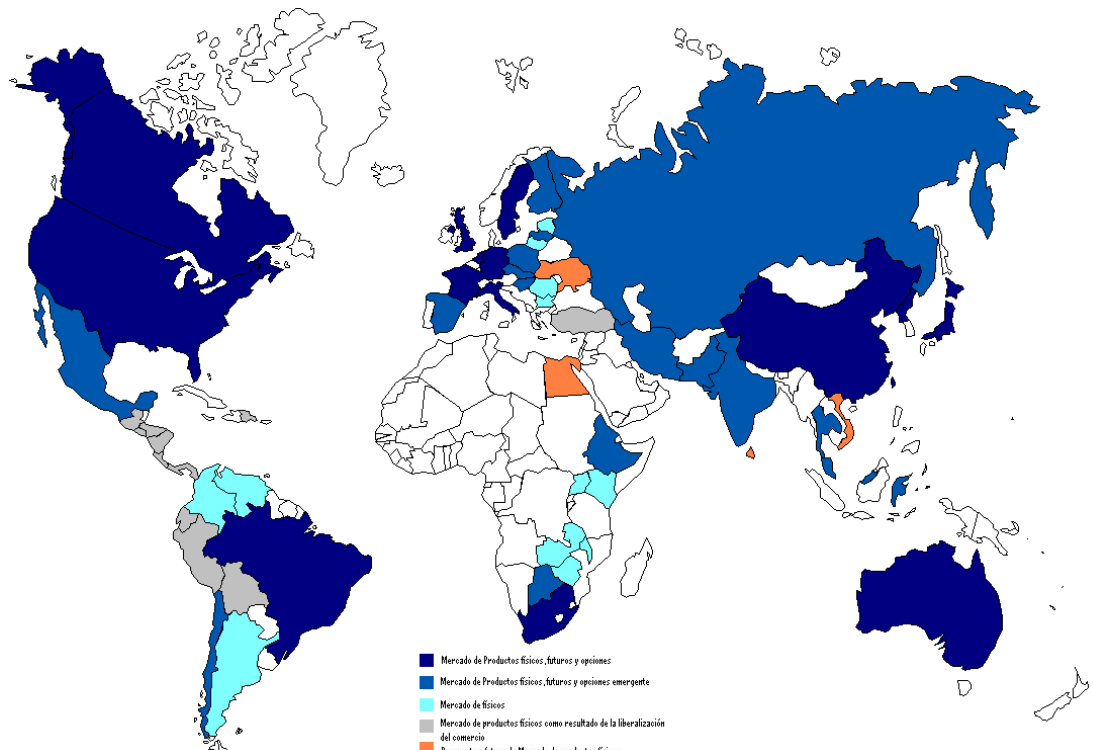 Mercado de Productos físicos, futuros y opciones
Mercado de Productos físicos, futuros y opciones emergente
Mercado de físicos
Mercado de productos físicos como resultado de la liberalización
del comercio